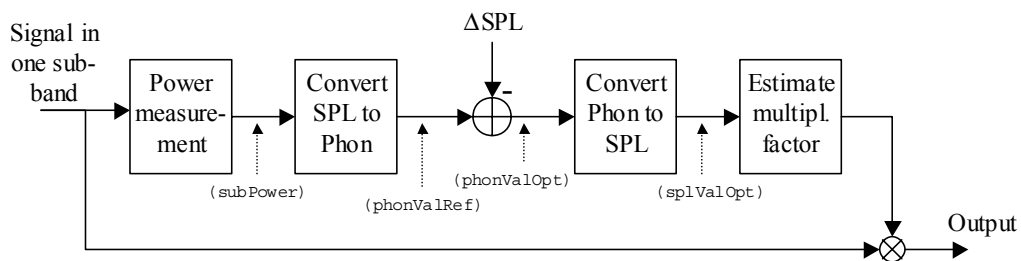 Signal in
one sub-
band
ΔSPL
-
Power
measure-
ment
Convert
SPL to
Phon
Convert
Phon to
SPL
Estimate
multipl.
factor
(subPower)
(phonValRef)
(phonValOpt)
(splValOpt)
Output